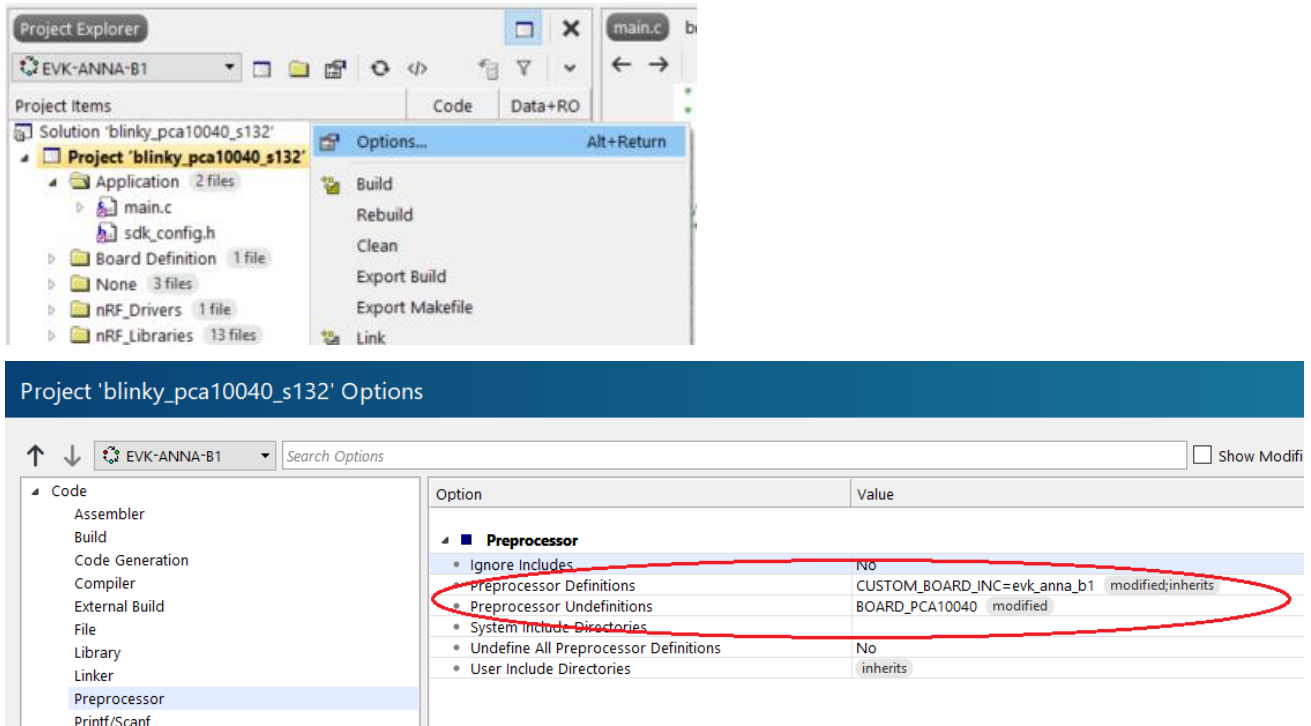 Project Explorer
main.c
EVK-ANNA-B1
Project Items Code Data+RO
Solution 'blinky_pca10040_s132'
Project 'blinky_pca10040_s132'
Application 2 files
main.c
sdk_config.h
Board Definition 1 file
None 3 files
nRF_Drivers 1 file
nRF_Libraries 13 files
Options... Alt+Return
Build
Rebuild
Clean
Export Build
Export Makefile
Link
Project 'blinky_pca10040_s132' Options
EVK-ANNA-B1 Search Options Show Modifi
Code
Assembler
Build
Code Generation
Compiler
External Build
File
Library
Linker
Preprocessor
Printf/Scanf
Option Value
Preprocessor
Ignore Includes No
Preprocessor Definitions CUSTOM_BOARD_INC=evk_anna_b1 modified;inherits
Preprocessor Undefinitions BOARD_PCA10040 modified
System Include Directories
Undefine All Preprocessor Definitions No
User Include Directories inherits